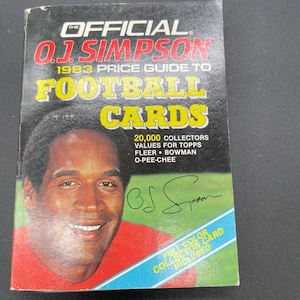 OFFICIAL
O.J. SIMPSON
1983 PRICE GUIDE TO
FOOTBALL
CARDS
20,000 COLLECTORS
VALUES FOR TOPPS
FLEER • BOWMAN
O-PEE-CHEE
O.J. Simpson
FULL COLOR
COLLECTOR CARD
INCLUDED